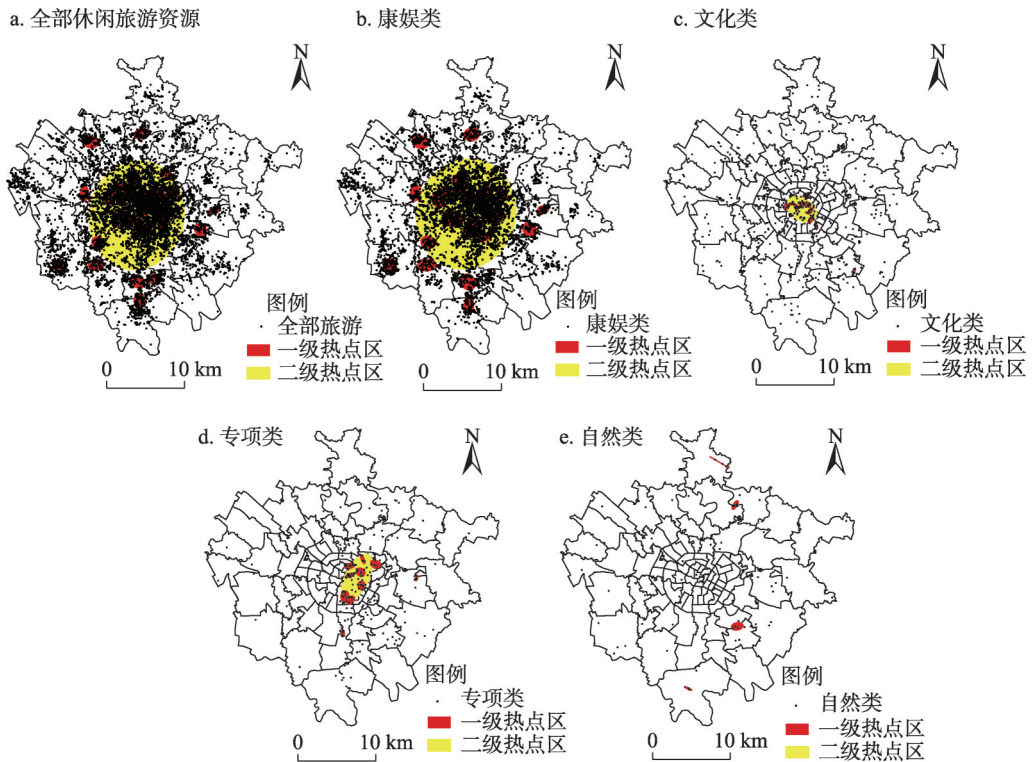 a. 全部休闲旅游资源
N
图例
全部旅游
一级热点区
二级热点区
0 10 km
b. 康娱类
N
图例
康娱类
一级热点区
二级热点区
0 10 km
c. 文化类
N
图例
文化类
一级热点区
二级热点区
0 10 km
d. 专项类
N
图例
专项类
一级热点区
二级热点区
0 10 km
e. 自然类
N
图例
自然类
一级热点区
二级热点区
0 10 km